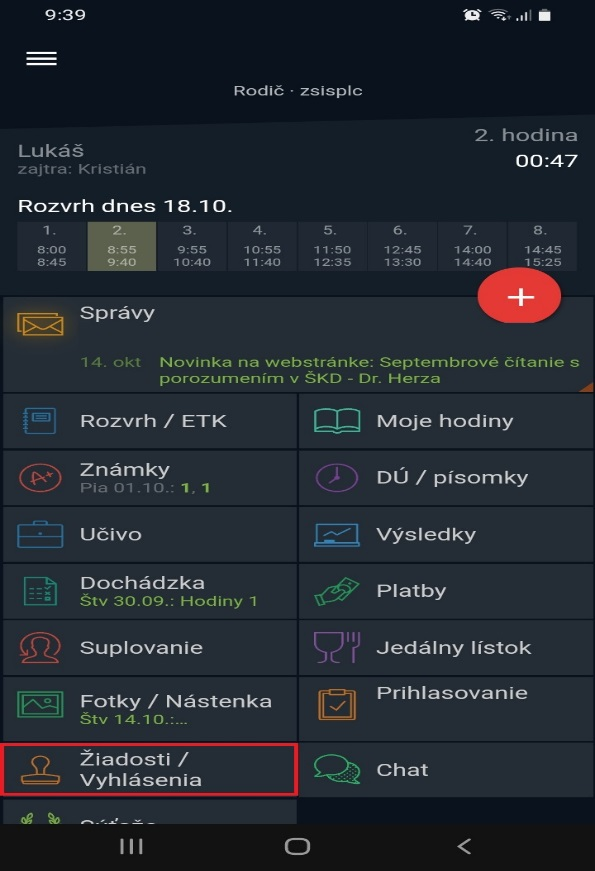 9:39
Rodič · zsisplc
Lukáš
zajtra: Kristián
2. hodina
00:47
Rozvrh dnes 18.10.
1. 2. 3. 4. 5. 6. 7. 8.
8:00 8:55 9:55 10:55 11:50 12:45 14:00 14:45
8:45 9:40 10:40 11:40 12:35 13:30 14:40 15:25
+
Správy
14. okt Novinka na webstránke: Septembrové čítanie s
porozumením v ŠKD - Dr. Herza
Rozvrh / ETK
Moje hodiny
A+
Známky
Pia 01.10.: 1, 1
DÚ / písomky
Učivo
Výsledky
Dochádzka
Štv 30.09.: Hodiny 1
Platby
Suplovanie
Jedálny lístok
Fotky / Nástenka
Štv 14.10.:...
Prihlasovanie
Žiadosti /
Vyhlásenia
Chat